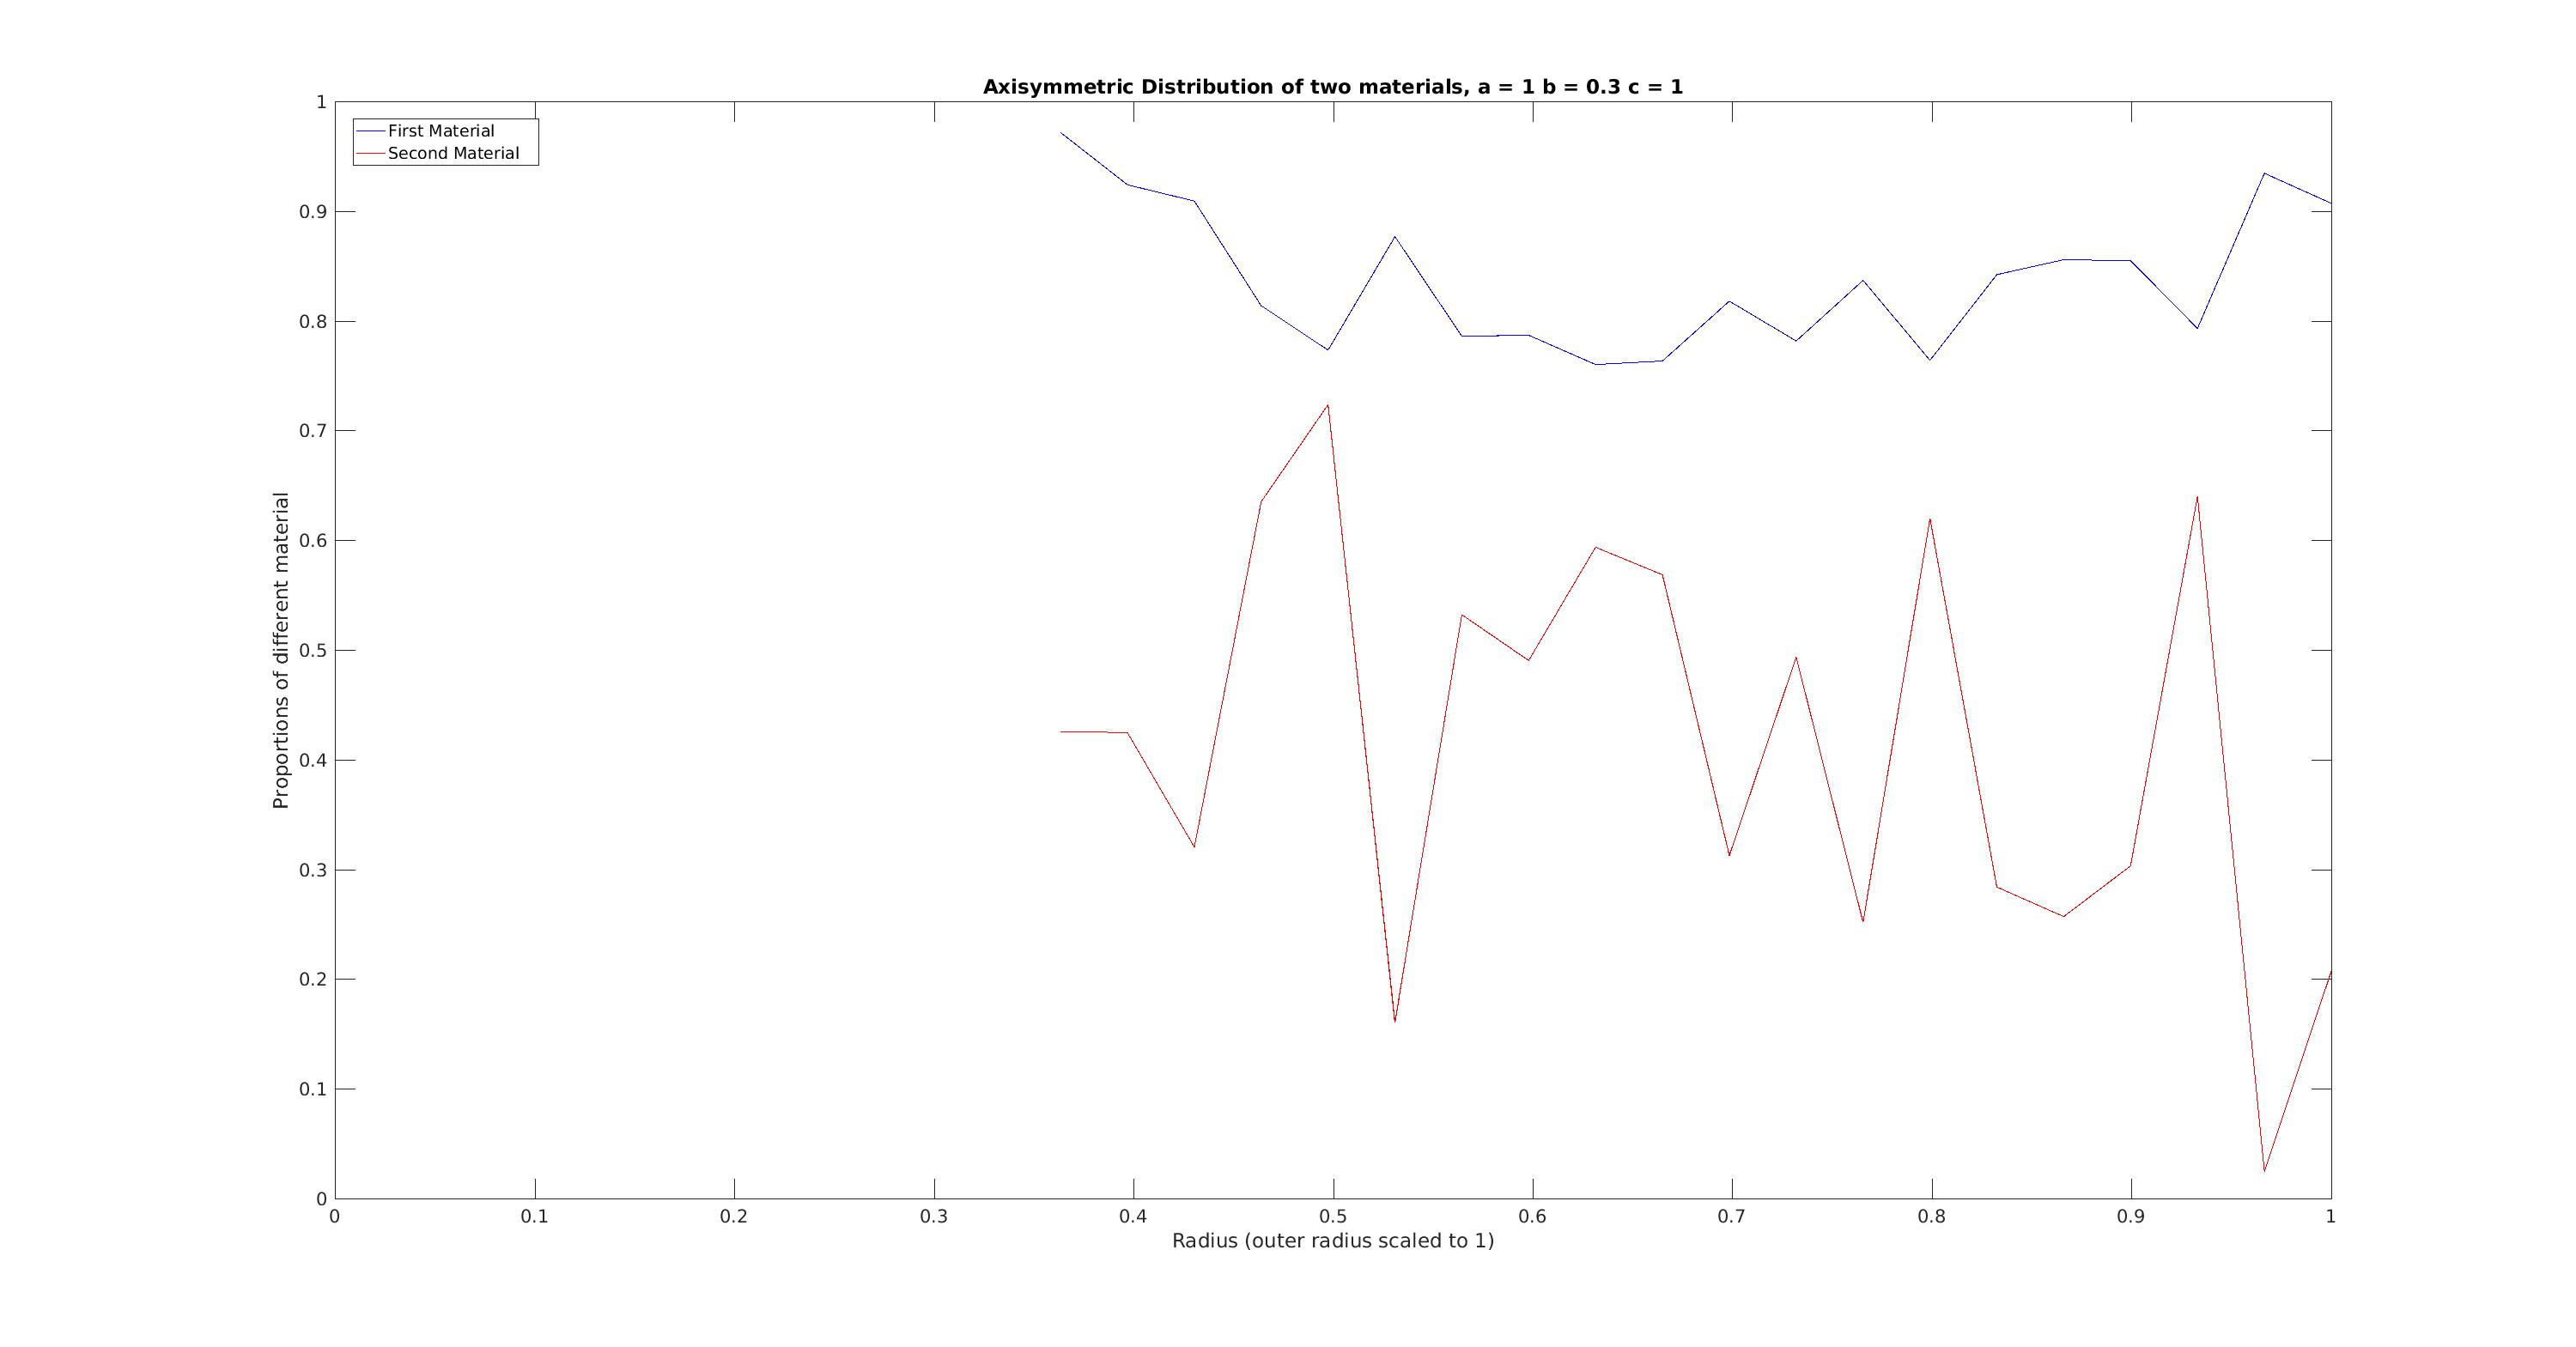 Axisymmetric Distribution of two materials, a = 1 b = 0.3 c = 1
First Material
Second Material
Proportions of different material
1
0.9
0.8
0.7
0.6
0.5
0.4
0.3
0.2
0.1
0
0 0.1 0.2 0.3 0.4 0.5 0.6 0.7 0.8 0.9 1
Radius (outer radius scaled to 1)